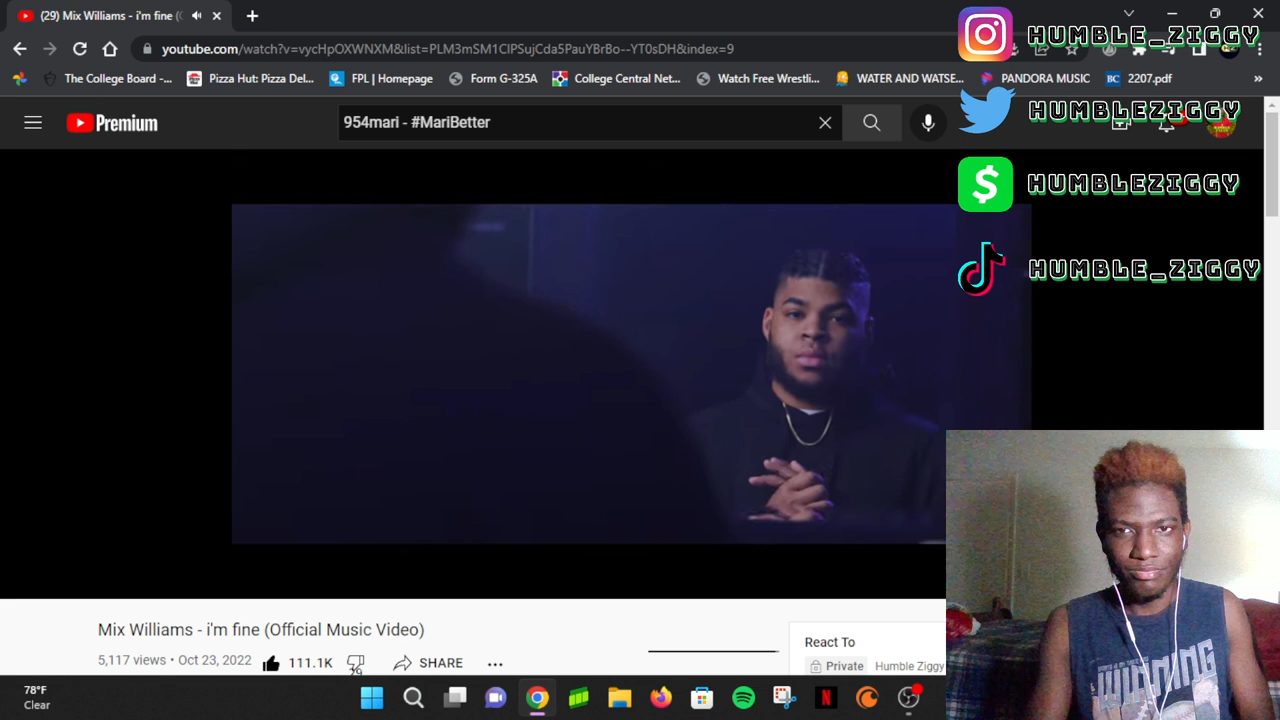 (29) Mix Williams - i'm fine (
youtube.com/watch?v=vycHpOXWNXM&list=PLM3mSM1ClPSujCda5PauYBrBo--YT0sDH&index=9
The College Board -...
Pizza Hut: Pizza Del...
FPL | Homepage
Form G-325A
College Central Net...
Watch Free Wrestli...
WATER AND WATSE...
PANDORA MUSIC
BC 2207.pdf
»
HUMBLE_ZIGGY
HUMBLEZIGGY
HUMBLEZIGGY
HUMBLE_ZIGGY
Premium
954mari - #MariBetter
Mix Williams - i'm fine (Official Music Video)
5,117 views • Oct 23, 2022
111.1K
SHARE
...
React To
Private
Humble Ziggy
WINNING
78°F
Clear